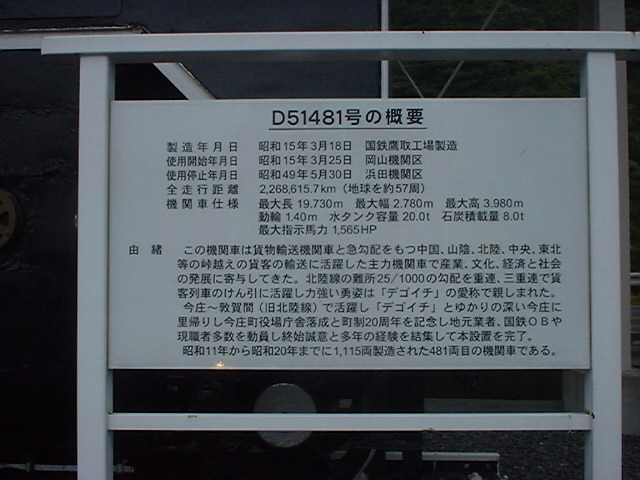 D51481号の概要
製造年月日 昭和15年3月18日 国鉄鷹取工場製造
使用開始年月日 昭和15年3月25日 岡山機関区
使用停止年月日 昭和49年5月30日 浜田機関区
全走行距離 2,268,615.7km（地球を約57周）
機関車仕様 最大長 19.730m 最大幅 2.780m 最大高 3.980m
動輪 1.40m 水タンク容量 20.0t 石炭積載量 8.0t
最大指示馬力 1,565HP
由緒 この機関車は貨物輸送機関車と急勾配をもつ中国、山陰、北陸、中央、東北
等の峠越えの貨客の輸送に活躍した主力機関車で産業、文化、経済と社会
の発展に寄与してきた。北陸線の難所25/1000の勾配を重連、三重連で貨
客列車のけん引に活躍し力強い勇姿は「デゴイチ」の愛称で親しまれた。
今庄～敦賀間（旧北陸線）で活躍し「デゴイチ」とゆかりの深い今庄に
里帰りし今庄町役場庁舎落成と町制20周年を記念し地元業者、国鉄ＯＢや
現職者多数を動員し終始誠意と多年の経験を結集して本設置を完了。
昭和11年から昭和20年までに1,115両製造された481両目の機関車である。